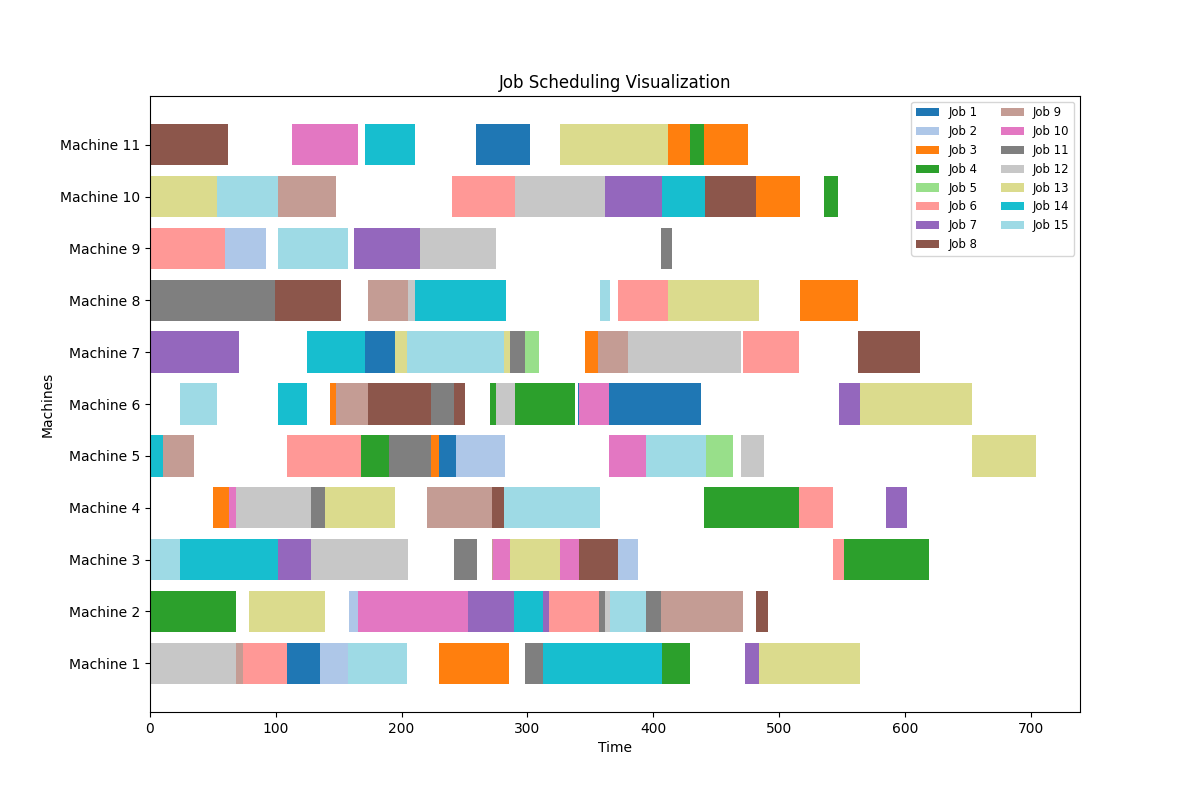 Job Scheduling Visualization
Machine 11
Machine 10
Machine 9
Machine 8
Machine 7
Machine 6
Machine 5
Machine 4
Machine 3
Machine 2
Machine 1
Machines
0 100 200 300 400 500 600 700
Time
Job 1 Job 9
Job 2 Job 10
Job 3 Job 11
Job 4 Job 12
Job 5 Job 13
Job 6 Job 14
Job 7 Job 15
Job 8